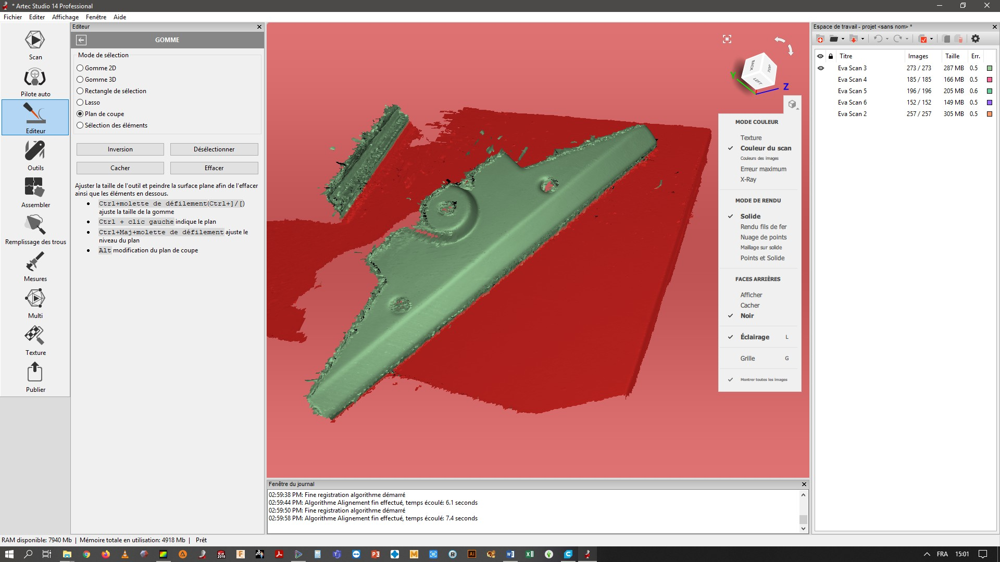 * Artec Studio 14 Professional
Fichier Editer Affichage Fenêtre Aide
Scan
Pilote auto
Editeur
Outils
Assembler
Remplissage des trous
Mesures
Multi
Texture
Publier
Editeur
GOMME
Mode de sélection
Gomme 2D
Gomme 3D
Rectangle de sélection
Lasso
Plan de coupe
Sélection des éléments
Inversion Désélectionner
Cacher Effacer
Ajuster la taille de l'outil et peindre la surface plane afin de l'effacer
ainsi que les éléments en dessous.
Ctrl+molette de défilement(Ctrl+]/[)
ajuste la taille de la gomme
Ctrl + clic gauche indique le plan
Ctrl+Maj+molette de défilement ajuste le
niveau du plan
Alt modification du plan de coupe
BACK
TOP
LEFT
Y
Z
MODE COULEUR
Texture
Couleur du scan
Couleurs des images
Erreur maximum
X-Ray
MODE DE RENDU
Solide
Rendu fils de fer
Nuage de points
Maillage sur solide
Points et Solide
FACES ARRIÈRES
Afficher
Cacher
Noir
Éclairage L
Grille G
Montrer toutes les images
Fenêtre du journal
02:59:38 PM: Fine registration algorithme démarré
02:59:44 PM: Algorithme Alignement fin effectué, temps écoulé: 6.1 seconds
02:59:50 PM: Fine registration algorithme démarré
02:59:58 PM: Algorithme Alignement fin effectué, temps écoulé: 7.4 seconds
Espace de travail - projet <sans nom> *
Titre Images Taille Err.
Eva Scan 3 273 / 273 287 MB 0.5
Eva Scan 4 185 / 185 166 MB 0.5
Eva Scan 5 196 / 196 205 MB 0.6
Eva Scan 6 152 / 152 149 MB 0.5
Eva Scan 2 257 / 257 305 MB 0.5
RAM disponible: 7940 Mb | Mémoire totale en utilisation: 4918 Mb | Prêt
FRA 15:01